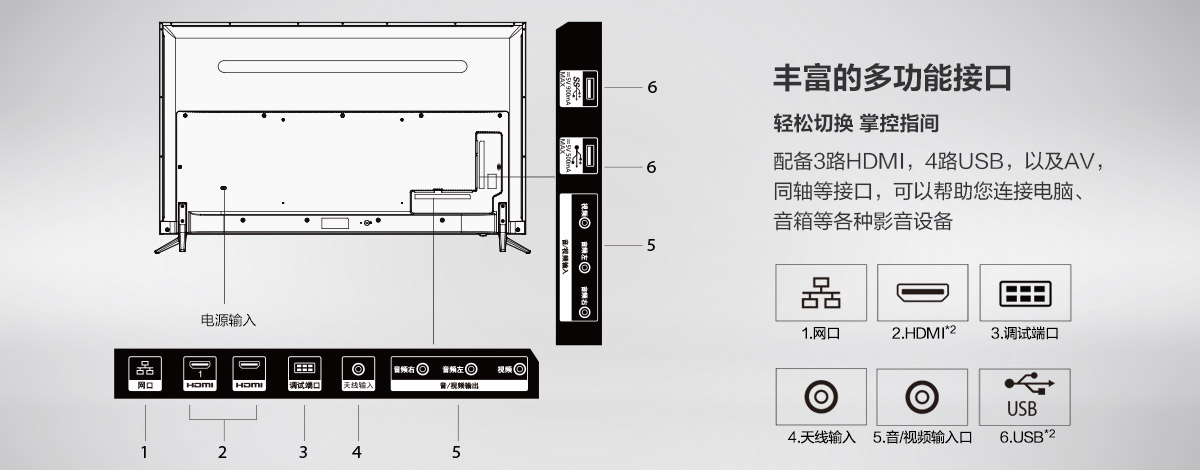 丰富的多功能接口
轻松切换 掌控指间
配备3路HDMI，4路USB，以及AV，
同轴等接口，可以帮助您连接电脑、
音箱等各种影音设备
1.网口
2.HDMI*2
3.调试端口
4.天线输入
5.音/视频输入口
USB
6.USB*2
电源输入
5V 900mA
MAX
6
5V 500mA
MAX
6
视频
音频左
音频右
音/视频输入
5
网口
1
HDMI
HDMI
调试端口
天线输入
音频右
音频左
视频
音/视频输出
1
2
3
4
5